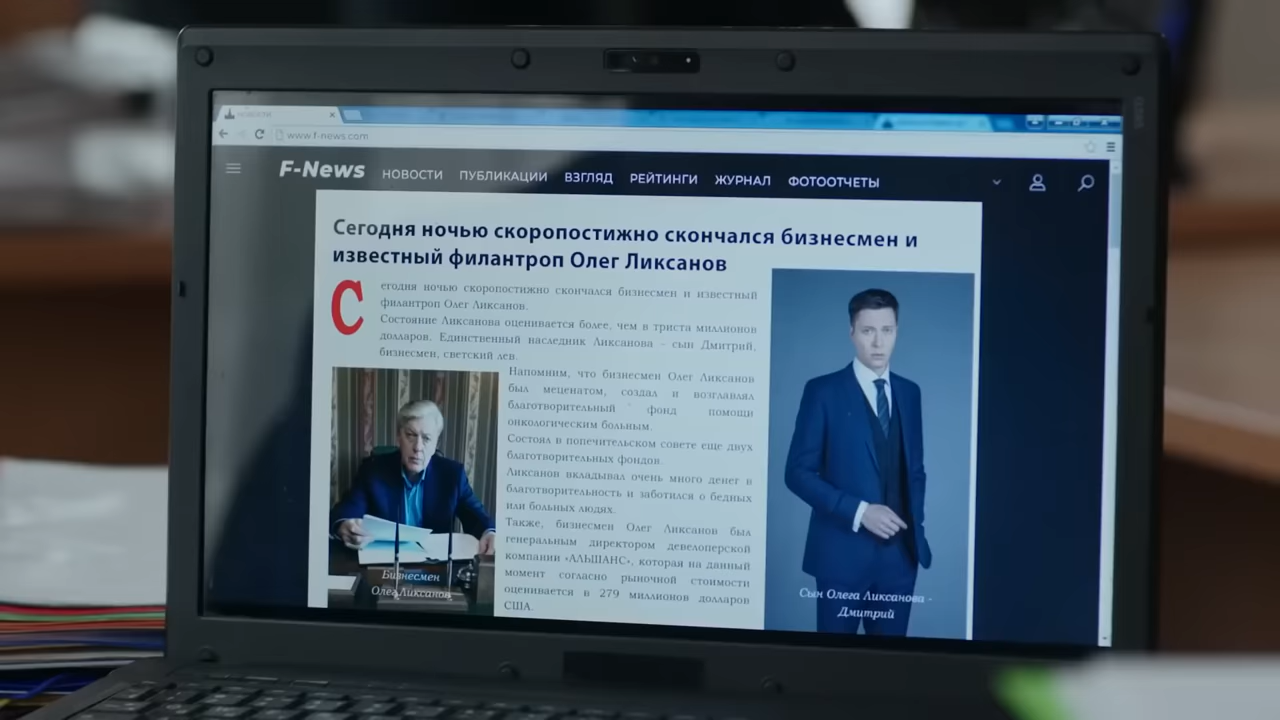 НОВОСТИ
www.f-news.com
F-News НОВОСТИ ПУБЛИКАЦИИ ВЗГЛЯД РЕЙТИНГИ ЖУРНАЛ ФОТООТЧЕТЫ
Сегодня ночью скоропостижно скончался бизнесмен и
известный филантроп Олег Ликсанов
Сегодня ночью скоропостижно скончался бизнесмен и известный
филантроп Олег Ликсанов.
Состояние Ликсанова оценивается более, чем в триста миллионов
долларов. Единственный наследник Ликсанова - сын Дмитрий,
бизнесмен, светский лев.
Напомним, что бизнесмен Олег Ликсанов
был меценатом, создал и возглавлял
благотворительный фонд помощи
онкологическим больным.
Состоял в попечительском совете еще двух
благотворительных фондов.
Ликсанов вкладывал очень много денег в
благотворительность и заботился о бедных
или больных людях.
Также, бизнесмен Олег Ликсанов был
генеральным директором девелоперской
компании «АЛЬШАНС», которая на данный
момент согласно рыночной стоимости
оценивается в 279 миллионов долларов
США.
Бизнесмен
Олег Ликсанов
Сын Олега Ликсанова -
Дмитрий